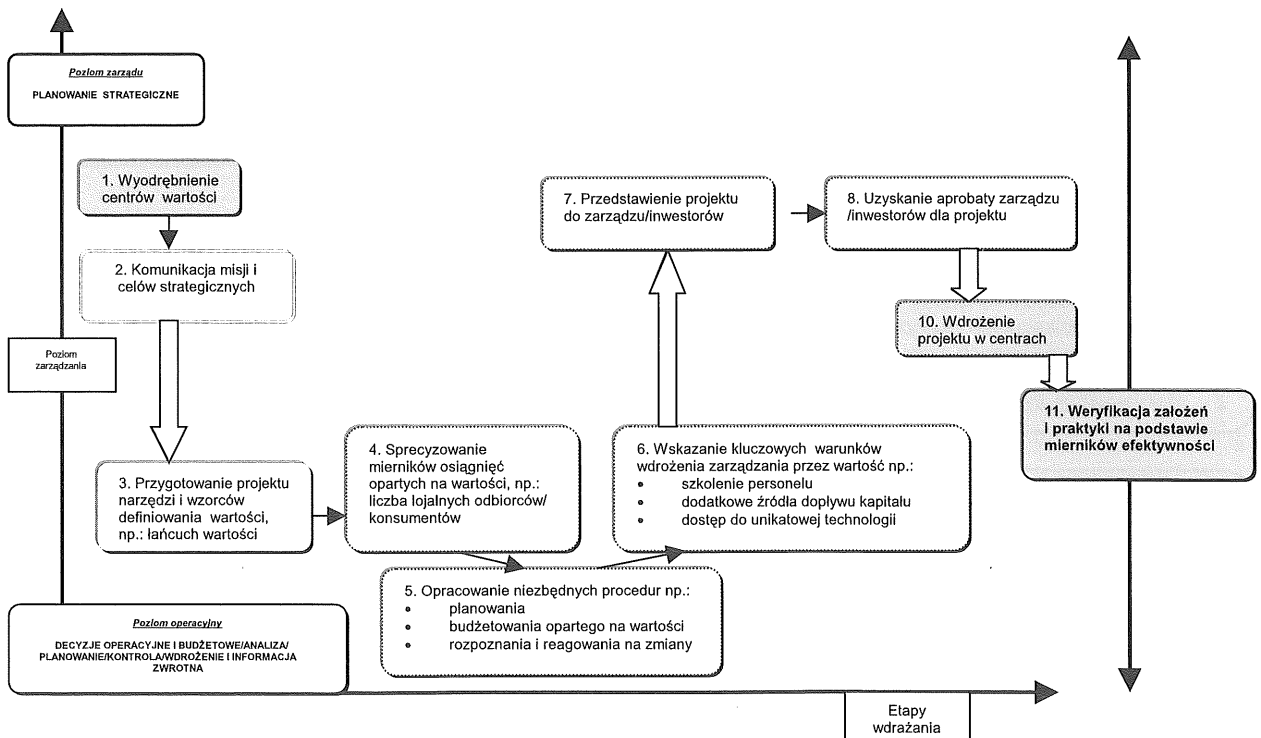 Poziom zarządu
PLANOWANIE STRATEGICZNE
1. Wyodrębnienie
centrów wartości
2. Komunikacja misji i
celów strategicznych
Poziom
zarządzania
3. Przygotowanie projektu
narzędzi i wzorców
definiowania wartości,
np.: łańcuch wartości
4. Sprecyzowanie
mierników osiągnięć
opartych na wartości, np.:
liczba lojalnych odbiorców/
konsumentów
5. Opracowanie niezbędnych procedur np.:
• planowania
• budżetowania opartego na wartości
• rozpoznania i reagowania na zmiany
6. Wskazanie kluczowych warunków
wdrożenia zarządzania przez wartość np.:
• szkolenie personelu
• dodatkowe źródła dopływu kapitału
• dostęp do unikatowej technologii
7. Przedstawienie projektu
do zarządzu/inwestorów
8. Uzyskanie aprobaty zarządzu
/inwestorów dla projektu
10. Wdrożenie
projektu w centrach
11. Weryfikacja założeń
i praktyki na podstawie
mierników efektywności
Poziom operacyjny
DECYZJE OPERACYJNE I BUDŻETOWE/ANALIZA/
PLANOWANIE/KONTROLA/WDROŻENIE I INFORMACJA
ZWROTNA
Etapy
wdrażania